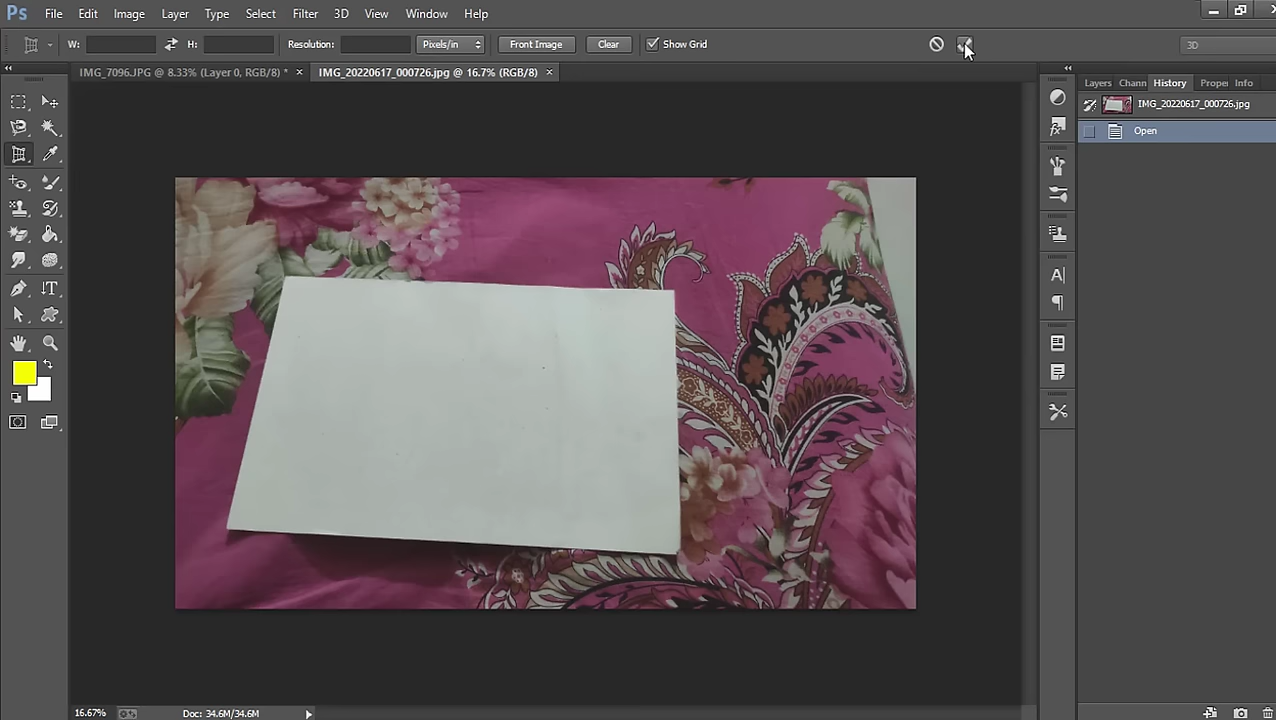 Ps File Edit Image Layer Type Select Filter 3D View Window Help
W: H: Resolution: Pixels/in Front Image Clear Show Grid 3D
IMG_7096.JPG @ 8.33% (Layer 0, RGB/8) * × IMG_20220617_000726.jpg @ 16.7% (RGB/8) ×
Layers Chann History Prope Info
IMG_20220617_000726.jpg
Open
16.67% Doc: 34.6M/34.6M